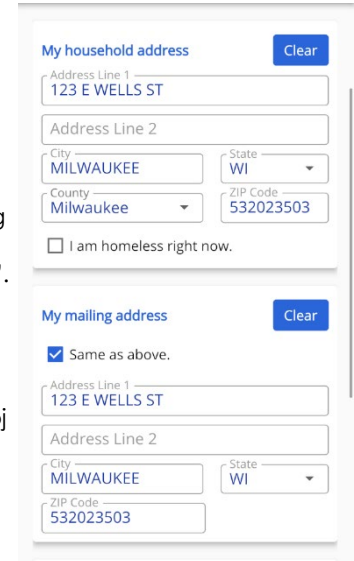 My household address Clear
Address Line 1
123 E WELLS ST
Address Line 2
City State
MILWAUKEE WI
County ZIP Code
Milwaukee 532023503
I am homeless right now.
My mailing address Clear
Same as above.
Address Line 1
123 E WELLS ST
Address Line 2
City State
MILWAUKEE WI
ZIP Code
532023503